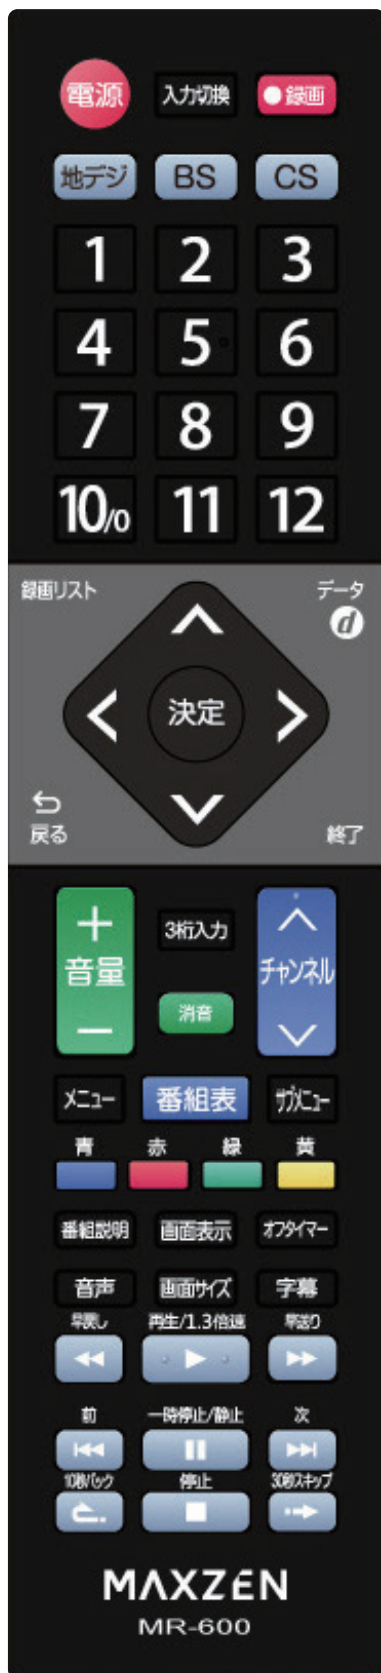 電源 入力切換 録画
地デジ BS CS
1 2 3
4 5 6
7 8 9
10/0 11 12
録画リスト データ
d
決定
戻る 終了
+ 3桁入力
音量 チャンネル
− 消音
メニュー 番組表 サブメニュー
青 赤 緑 黄
番組説明 画面表示 オフタイマー
音声 画面サイズ 字幕
早戻し 再生/1.3倍速 早送り
前 一時停止/静止 次
10秒バック 停止 30秒スキップ
MAXZEN
MR-600